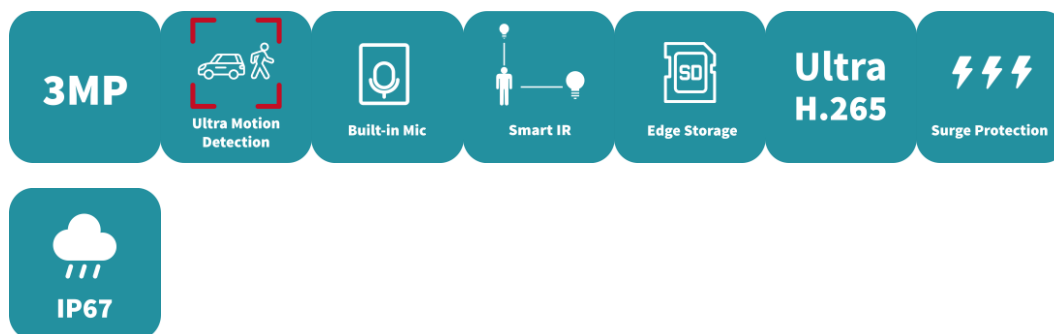 3MP
Ultra Motion
Detection
Built-in Mic
Smart IR
SD
Edge Storage
Ultra
H.265
Surge Protection
IP67